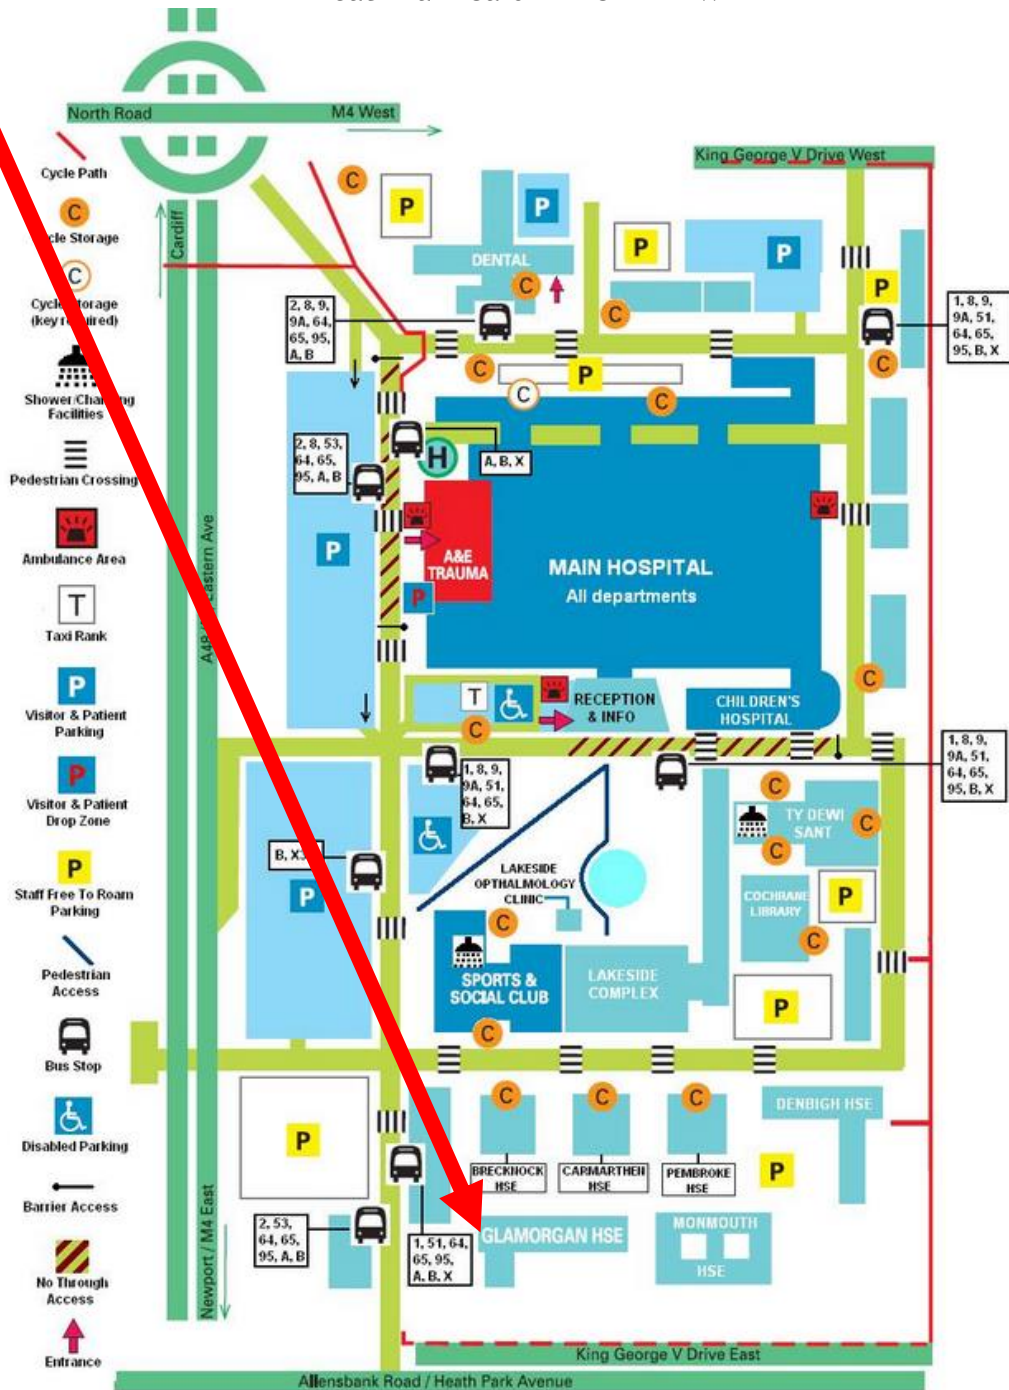 North Road
M4 West
King George V Drive West
Cycle Path
C
P
P
P
P
Cardiff
C
DENTAL
C
P
C
2, 8, 9,
9A, 64,
65, 95,
A, B
1, 8, 9,
9A, 51,
64, 65,
95, B, X
C
(key required)
C
P
C
C
C
Facilities
Pedestrian Crossing
2, 8, 53,
64, 65,
95, A, B
H
A, B, X
Ambulance Area
P
A&E
TRAUMA
MAIN HOSPITAL
All departments
T
Taxi Rank
P
P
Visitor & Patient
Parking
T
RECEPTION
& INFO
CHILDREN'S
HOSPITAL
C
C
P
Visitor & Patient
Drop Zone
1, 8, 9,
9A, 51,
64, 65,
B, X
1, 8, 9,
9A, 51,
64, 65,
95, B, X
C
TY DEWI
SANT
C
C
P
Staff Free To Roam
Parking
P
LAKESIDE
OPTHALMOLOGY
CLINIC
COCHRANE
LIBRARY
P
C
C
Pedestrian
Access
SPORTS &
SOCIAL CLUB
LAKESIDE
COMPLEX
P
C
Bus Stop
Disabled Parking
P
C
C
C
DENBIGH HSE
BRECKNOCK
HSE
CARMARTHEN
HSE
PEMBROKE
HSE
P
Barrier Access
Newport / M4 East
2, 53,
64, 65,
95, A, B
1, 51, 64,
65, 95,
A, B, X
GLAMORGAN HSE
MONMOUTH
HSE
No Through
Access
Entrance
King George V Drive East
Allensbank Road / Heath Park Avenue